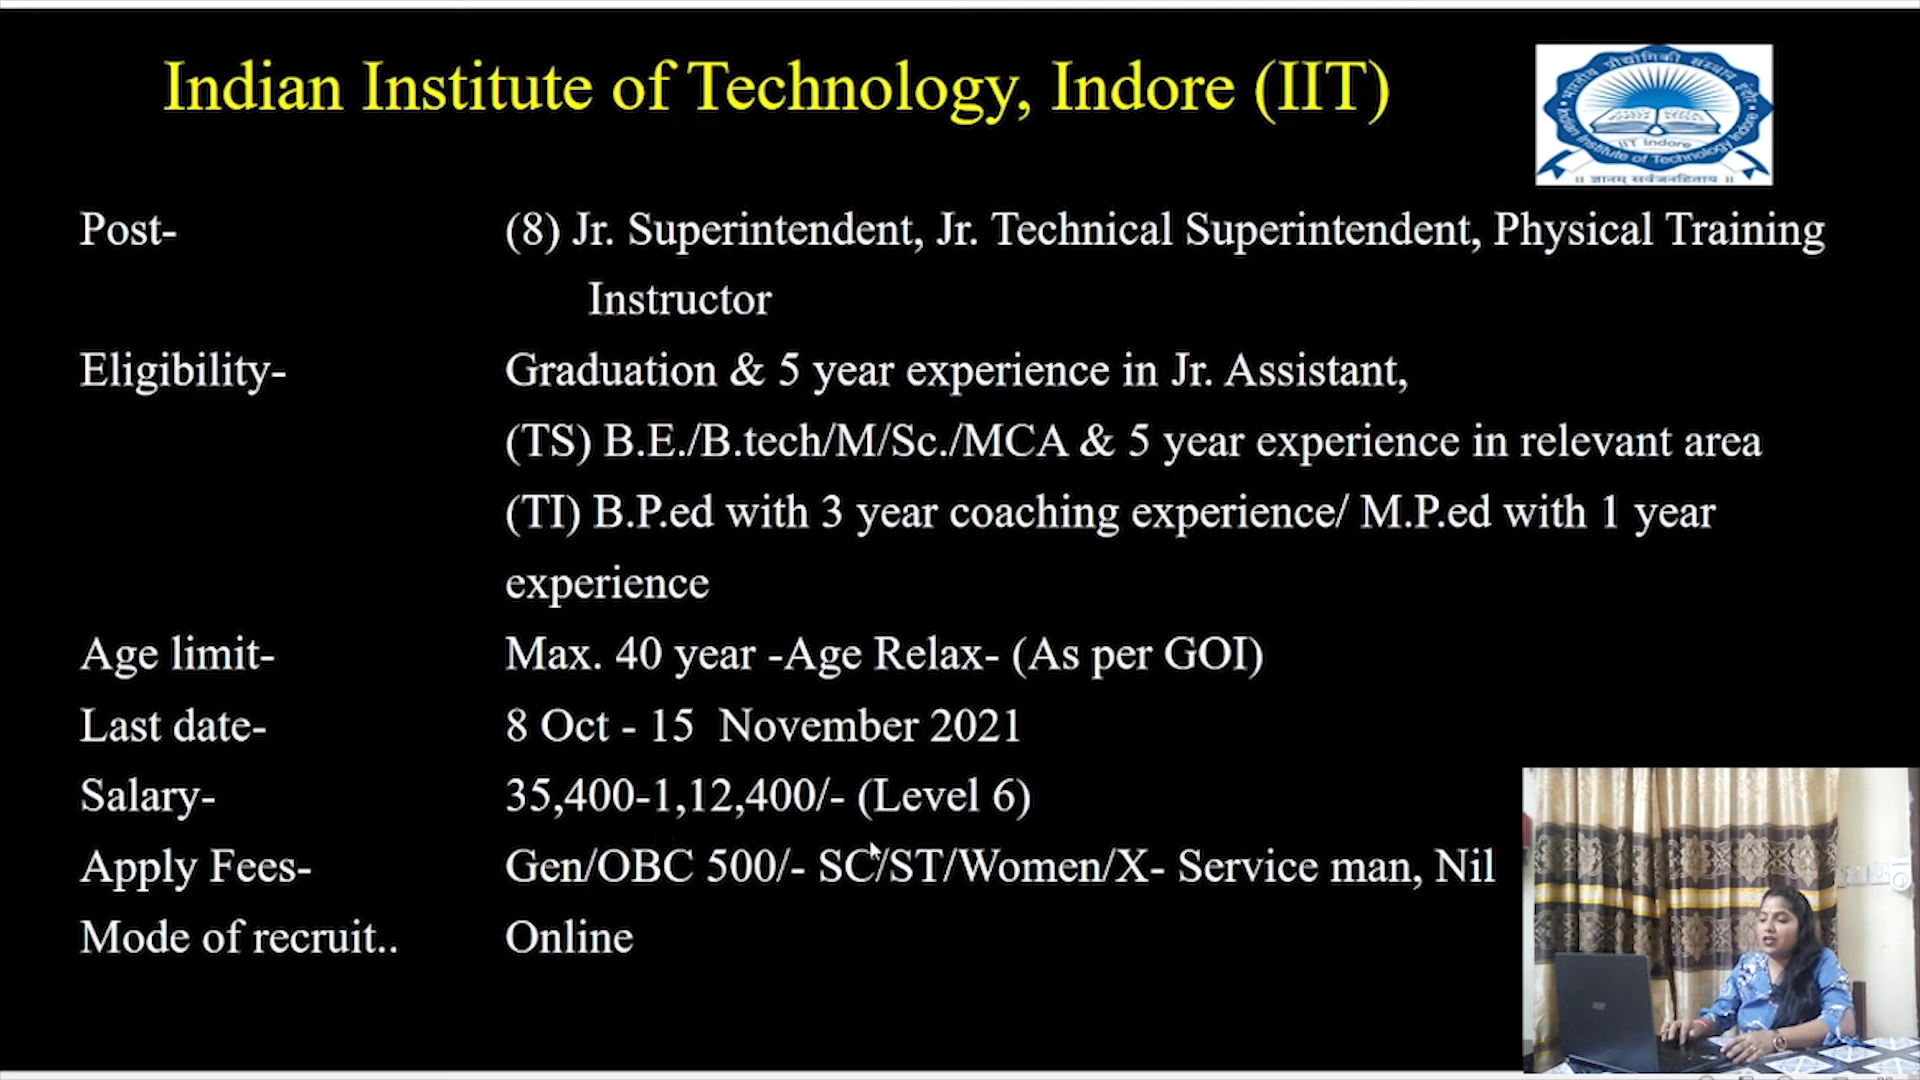 Indian Institute of Technology, Indore (IIT)
भारतीय प्रौद्योगिकी संस्थान इंदौर
IIT Indore
Indian Institute of Technology Indore
॥ ज्ञानम् सर्वजनहिताय ॥
Post- (8) Jr. Superintendent, Jr. Technical Superintendent, Physical Training
Instructor
Eligibility- Graduation & 5 year experience in Jr. Assistant,
(TS) B.E./B.tech/M/Sc./MCA & 5 year experience in relevant area
(TI) B.P.ed with 3 year coaching experience/ M.P.ed with 1 year
experience
Age limit- Max. 40 year -Age Relax- (As per GOI)
Last date- 8 Oct - 15 November 2021
Salary- 35,400-1,12,400/- (Level 6)
Apply Fees- Gen/OBC 500/- SC/ST/Women/X- Service man, Nil
Mode of recruit.. Online